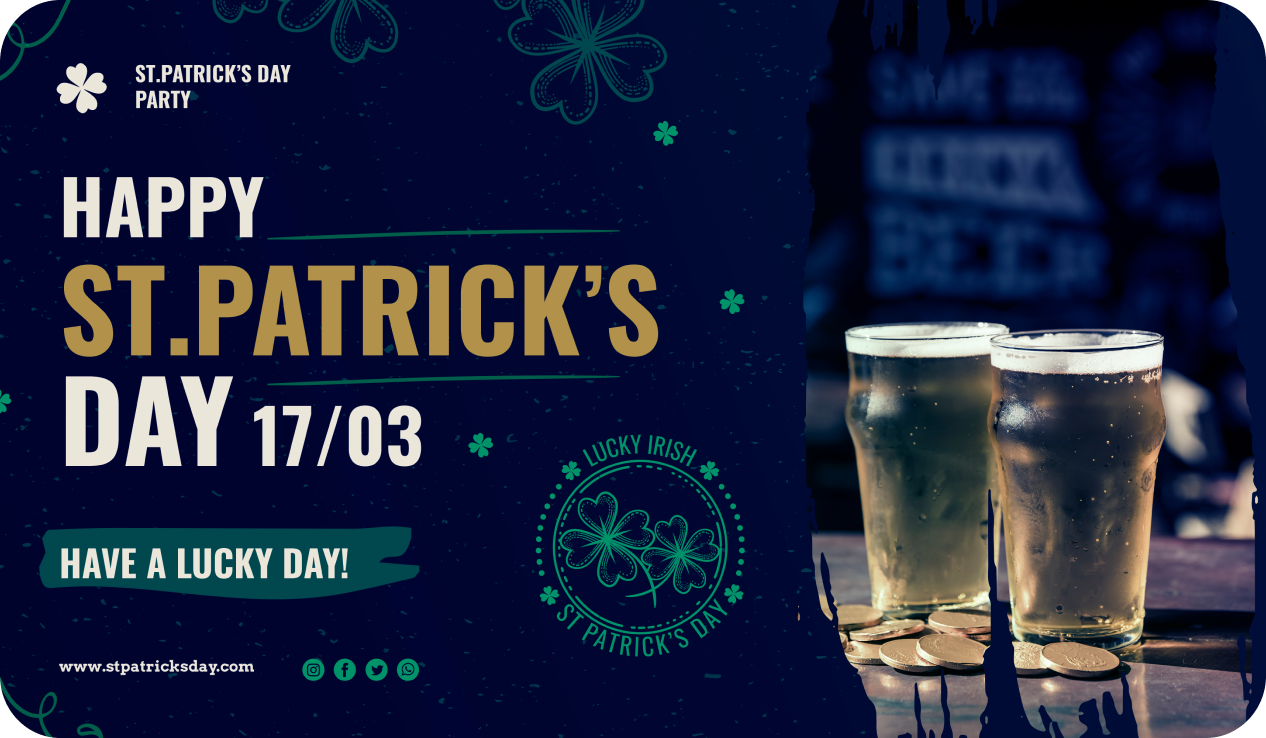 ST.PATRICK’S DAY
PARTY
HAPPY
ST.PATRICK’S
DAY 17/03
LUCKY IRISH
ST PATRICK’S DAY
HAVE A LUCKY DAY!
www.stpatricksday.com
BEER